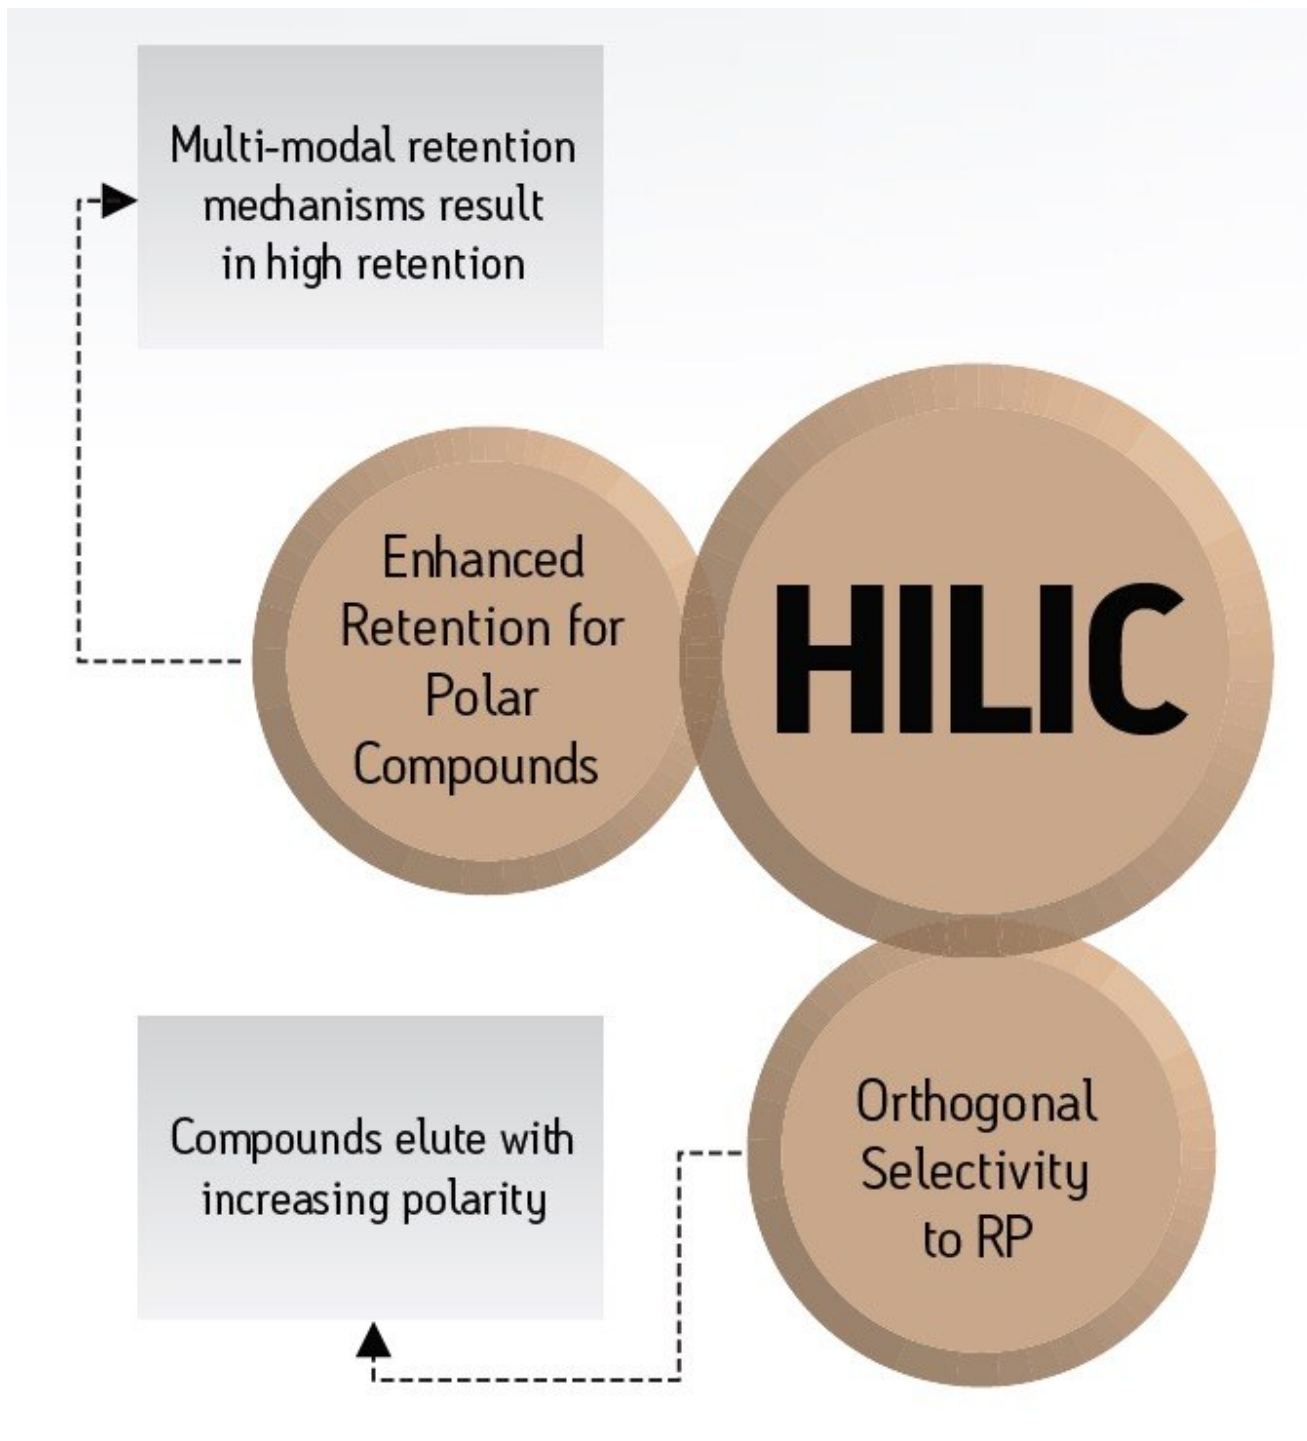 Multi-modal retention
mechanisms result
in high retention
Enhanced
Retention for
Polar
Compounds
HILIC
Compounds elute with
increasing polarity
Orthogonal
Selectivity
to RP